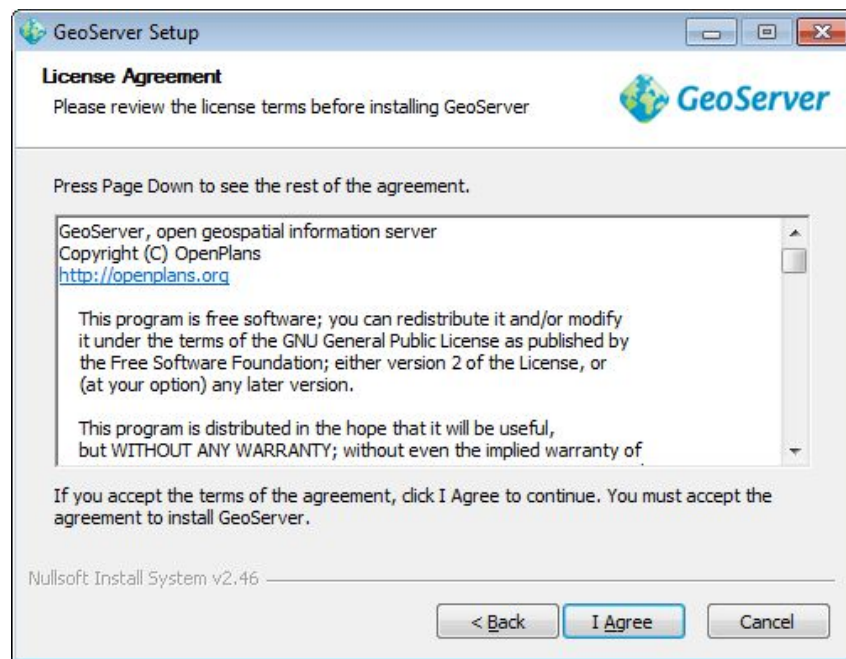 GeoServer Setup
License Agreement
Please review the license terms before installing GeoServer
GeoServer
Press Page Down to see the rest of the agreement.
GeoServer, open geospatial information server
Copyright (C) OpenPlans
http://openplans.org
This program is free software; you can redistribute it and/or modify
it under the terms of the GNU General Public License as published by
the Free Software Foundation; either version 2 of the License, or
(at your option) any later version.
This program is distributed in the hope that it will be useful,
but WITHOUT ANY WARRANTY; without even the implied warranty of
If you accept the terms of the agreement, click I Agree to continue. You must accept the
agreement to install GeoServer.
Nullsoft Install System v2.46
< Back
I Agree
Cancel